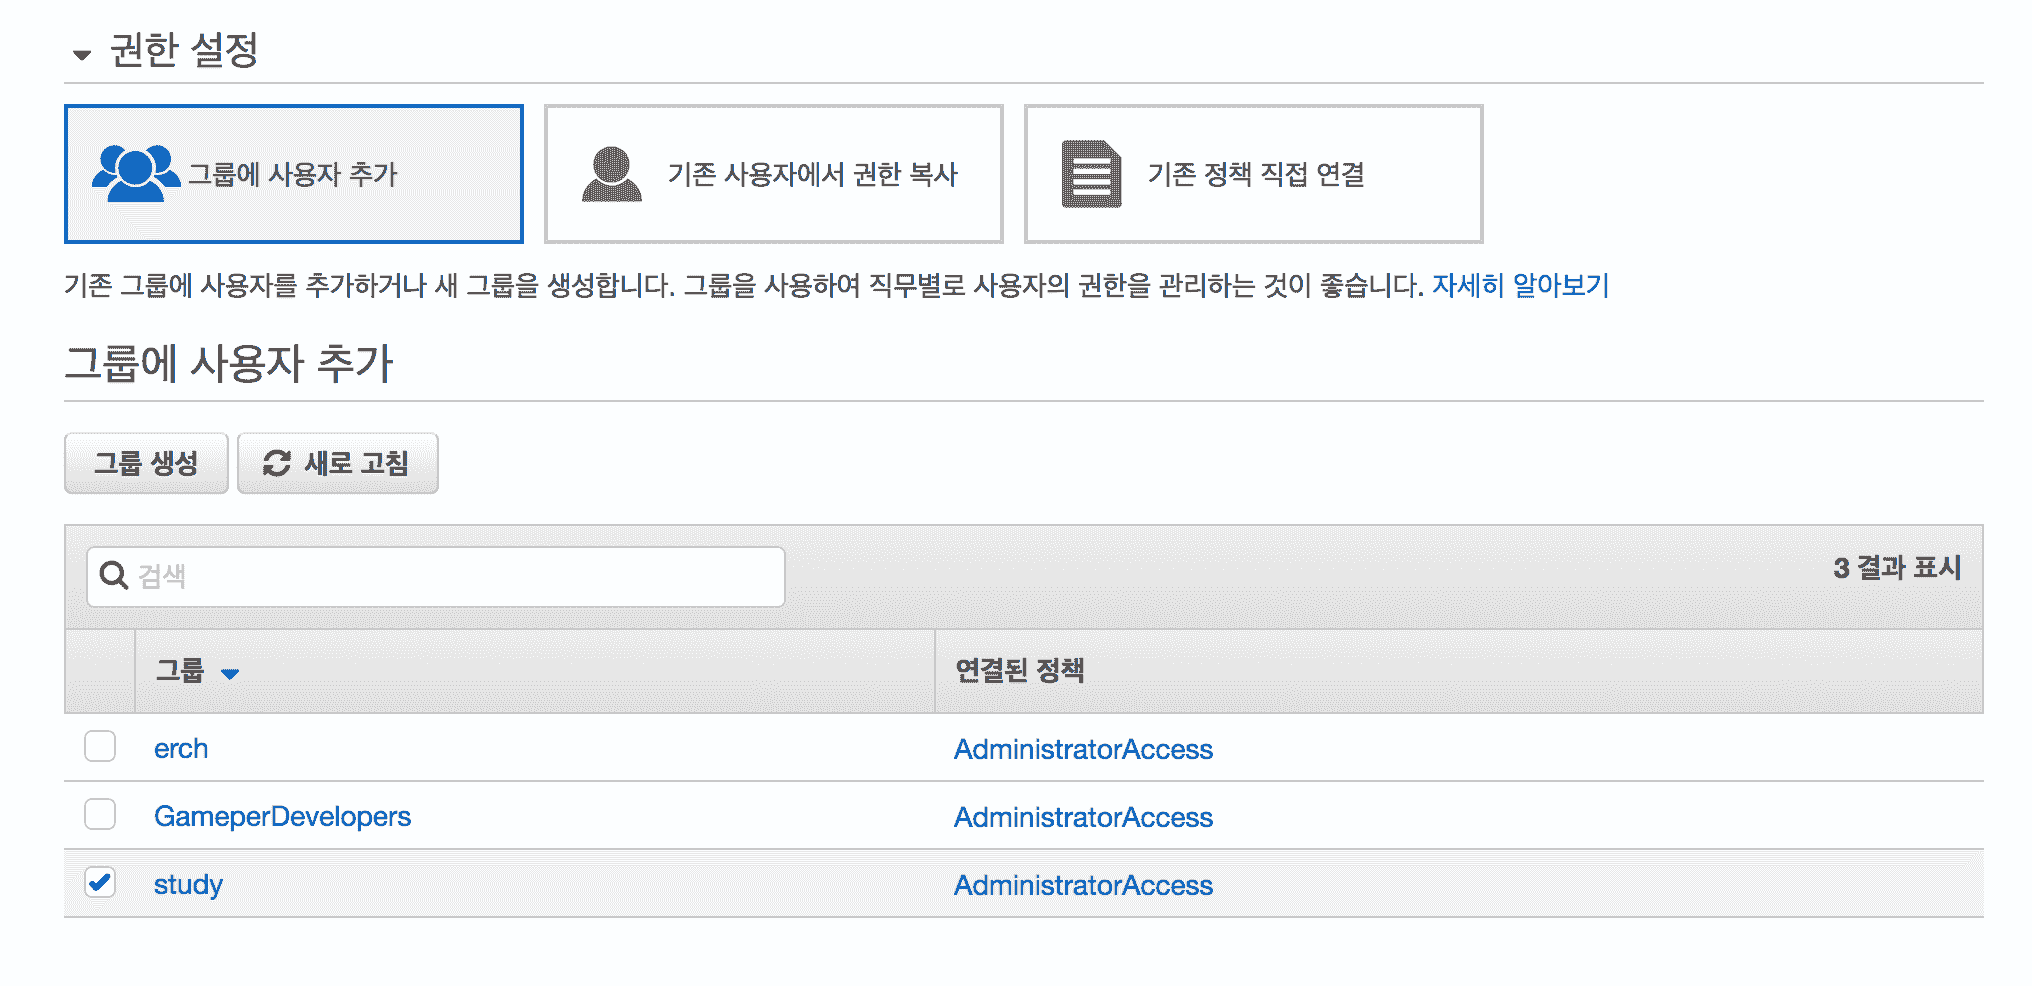 권한 설정
그룹에 사용자 추가
기존 사용자에서 권한 복사
기존 정책 직접 연결
기존 그룹에 사용자를 추가하거나 새 그룹을 생성합니다. 그룹을 사용하여 직무별로 사용자의 권한을 관리하는 것이 좋습니다. 자세히 알아보기
그룹에 사용자 추가
그룹 생성
새로 고침
검색
3 결과 표시
그룹
연결된 정책
erch
AdministratorAccess
GameperDevelopers
AdministratorAccess
study
AdministratorAccess